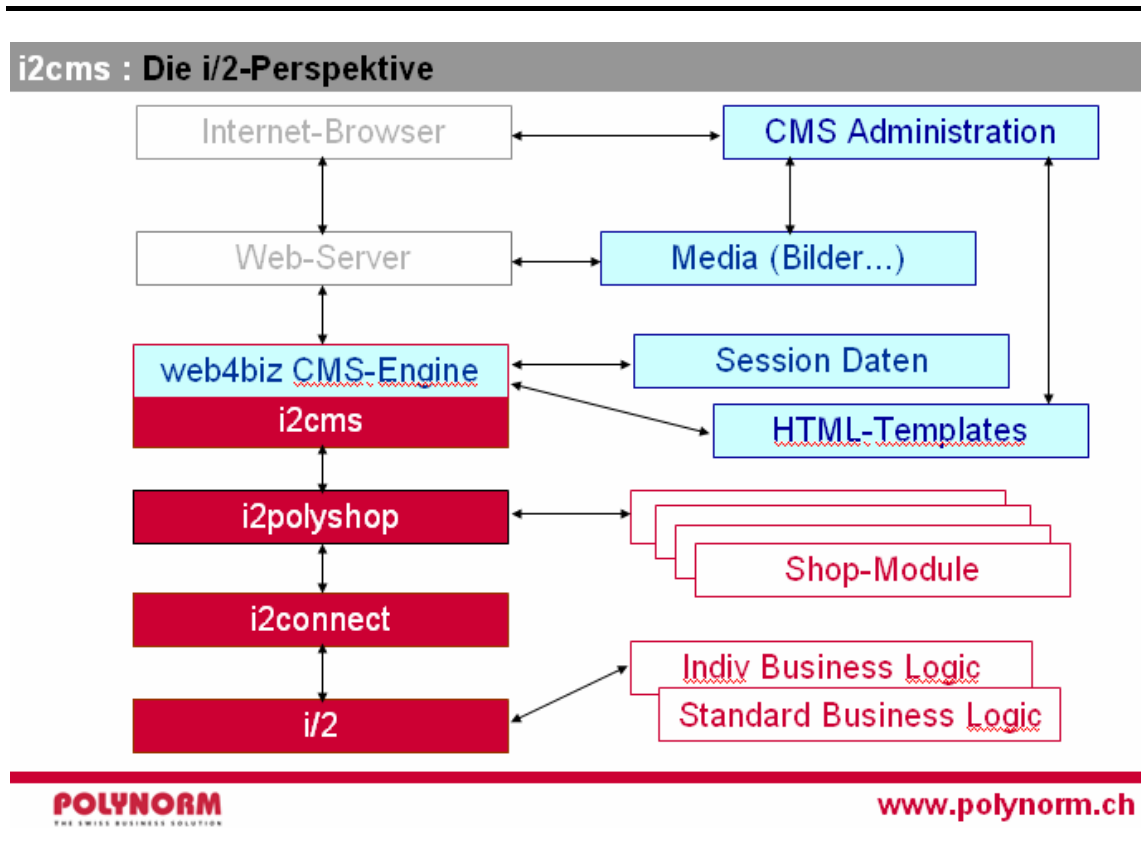 i2cms : Die i/2-Perspektive
Internet-Browser
CMS Administration
Web-Server
Media (Bilder...)
web4biz CMS-Engine
Session Daten
i2cms
HTML-Templates
i2polyshop
Shop-Module
i2connect
Indiv Business Logic
i/2
Standard Business Logic
POLYNORM
THE SWISS BUSINESS SOLUTION
www.polynorm.ch